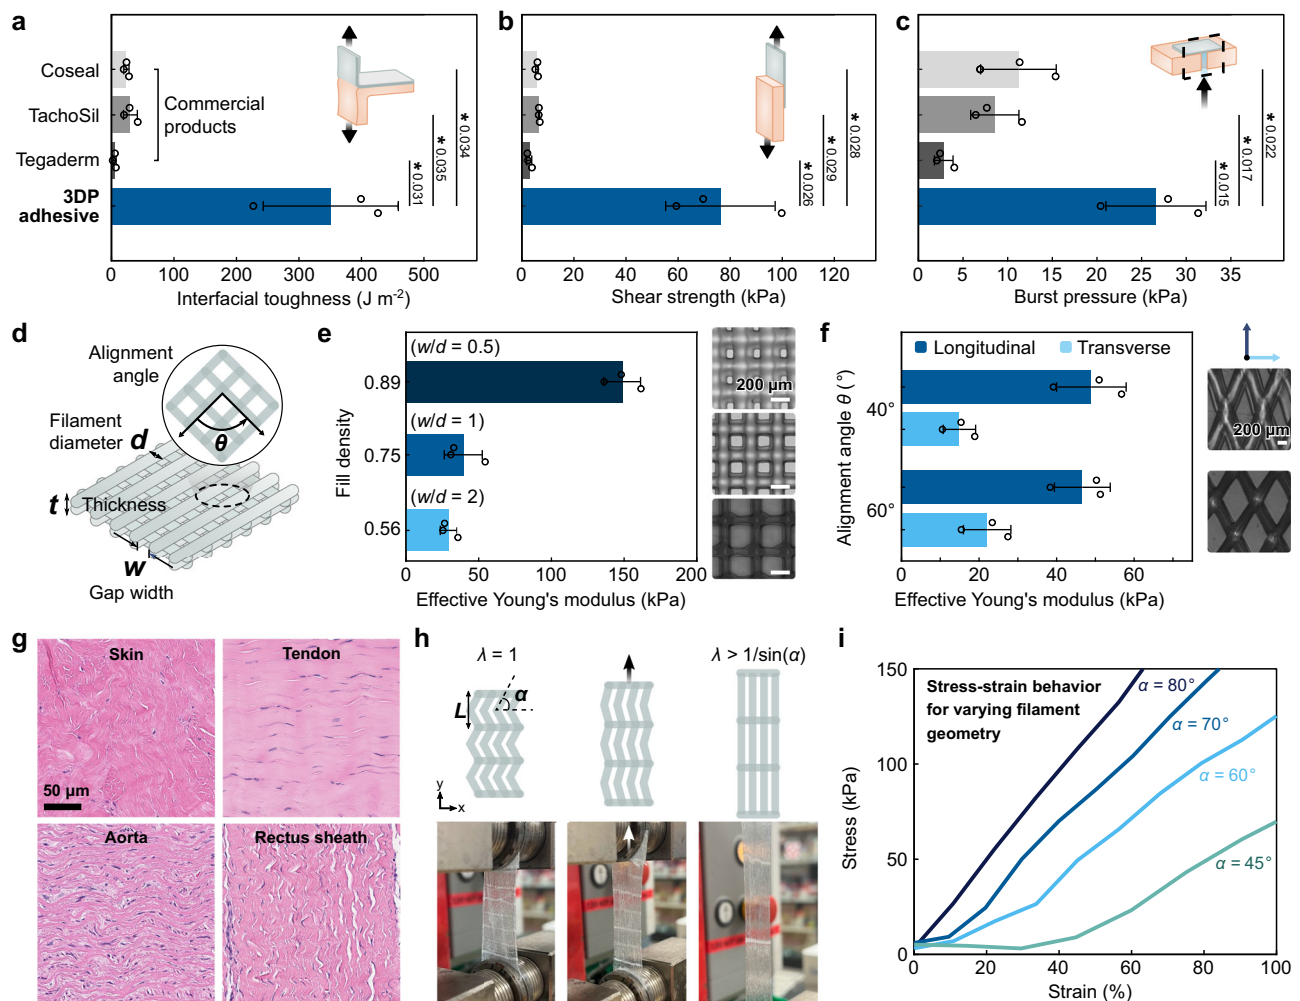 a
Coseal
TachoSil
Tegaderm
3DP
adhesive
Commercial
products
* 0.031
* 0.035
* 0.034
0 100 200 300 400 500
Interfacial toughness (J m-2)
b
* 0.026
* 0.029
* 0.028
0 20 40 60 80 100 120
Shear strength (kPa)
c
* 0.015
* 0.017
* 0.022
0 5 10 15 20 25 30 35
Burst pressure (kPa)
d
Alignment
angle
θ
Filament
diameter
d
t
Thickness
w
Gap width
e
Fill density
(w/d = 0.5)
0.89
(w/d = 1)
0.75
(w/d = 2)
0.56
0 50 100 150 200
Effective Young's modulus (kPa)
200 μm
f
Longitudinal
Transverse
Alignment angle θ (°)
40°
60°
0 20 40 60
Effective Young's modulus (kPa)
200 μm
g
Skin
50 μm
Tendon
Aorta
Rectus sheath
h
λ = 1
λ > 1/sin(α)
α
L
y
x
i
Stress-strain behavior
for varying filament
geometry
α = 80°
α = 70°
α = 60°
α = 45°
150
100
50
0
Stress (kPa)
0 20 40 60 80 100
Strain (%)